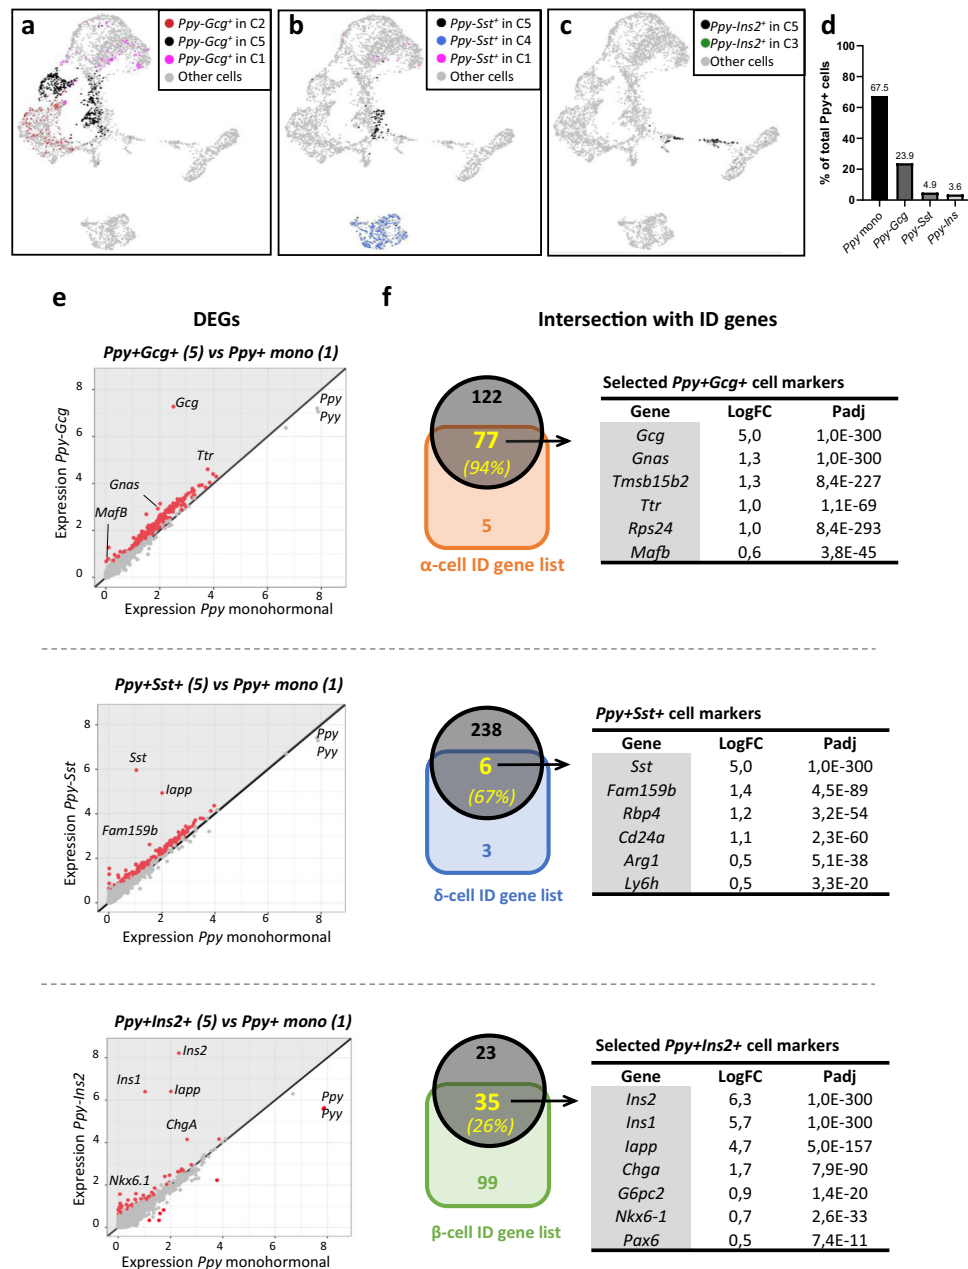 a
Ppy-Gcg+ in C2
Ppy-Gcg+ in C5
Ppy-Gcg+ in C1
Other cells
b
Ppy-Sst+ in C5
Ppy-Sst+ in C4
Ppy-Sst+ in C1
Other cells
c
Ppy-Ins2+ in C5
Ppy-Ins2+ in C3
Other cells
d
% of total Ppy+ cells
100
80
60
40
20
0
67.5
23.9
4.9
3.6
Ppy mono
Ppy-Gcg
Ppy-Sst
Ppy-Ins
e
DEGs
f
Intersection with ID genes
Ppy+Gcg+ (5) vs Ppy+ mono (1)
Expression Ppy-Gcg
8
6
4
2
0
Gcg
Ppy
Pyy
Ttr
Gnas
MafB
0 2 4 6 8
Expression Ppy monohormonal
122
77
(94%)
5
α-cell ID gene list
Selected Ppy+Gcg+ cell markers
Gene LogFC Padj
Gcg 5,0 1,0E-300
Gnas 1,3 1,0E-300
Tmsb15b2 1,3 8,4E-227
Ttr 1,0 1,1E-69
Rps24 1,0 8,4E-293
Mafb 0,6 3,8E-45
Ppy+Sst+ (5) vs Ppy+ mono (1)
Expression Ppy-Sst
8
6
4
2
0
Ppy
Pyy
Sst
Iapp
Fam159b
0 2 4 6 8
Expression Ppy monohormonal
238
6
(67%)
3
δ-cell ID gene list
Ppy+Sst+ cell markers
Gene LogFC Padj
Sst 5,0 1,0E-300
Fam159b 1,4 4,5E-89
Rbp4 1,2 3,2E-54
Cd24a 1,1 2,3E-60
Arg1 0,5 5,1E-38
Ly6h 0,5 3,3E-20
Ppy+Ins2+ (5) vs Ppy+ mono (1)
Expression Ppy-Ins2
8
6
4
2
0
Ins2
Ins1
Iapp
Ppy
Pyy
ChgA
Nkx6.1
0 2 4 6 8
Expression Ppy monohormonal
23
35
(26%)
99
β-cell ID gene list
Selected Ppy+Ins2+ cell markers
Gene LogFC Padj
Ins2 6,3 1,0E-300
Ins1 5,7 1,0E-300
Iapp 4,7 5,0E-157
Chga 1,7 7,9E-90
G6pc2 0,9 1,4E-20
Nkx6-1 0,7 2,6E-33
Pax6 0,5 7,4E-11